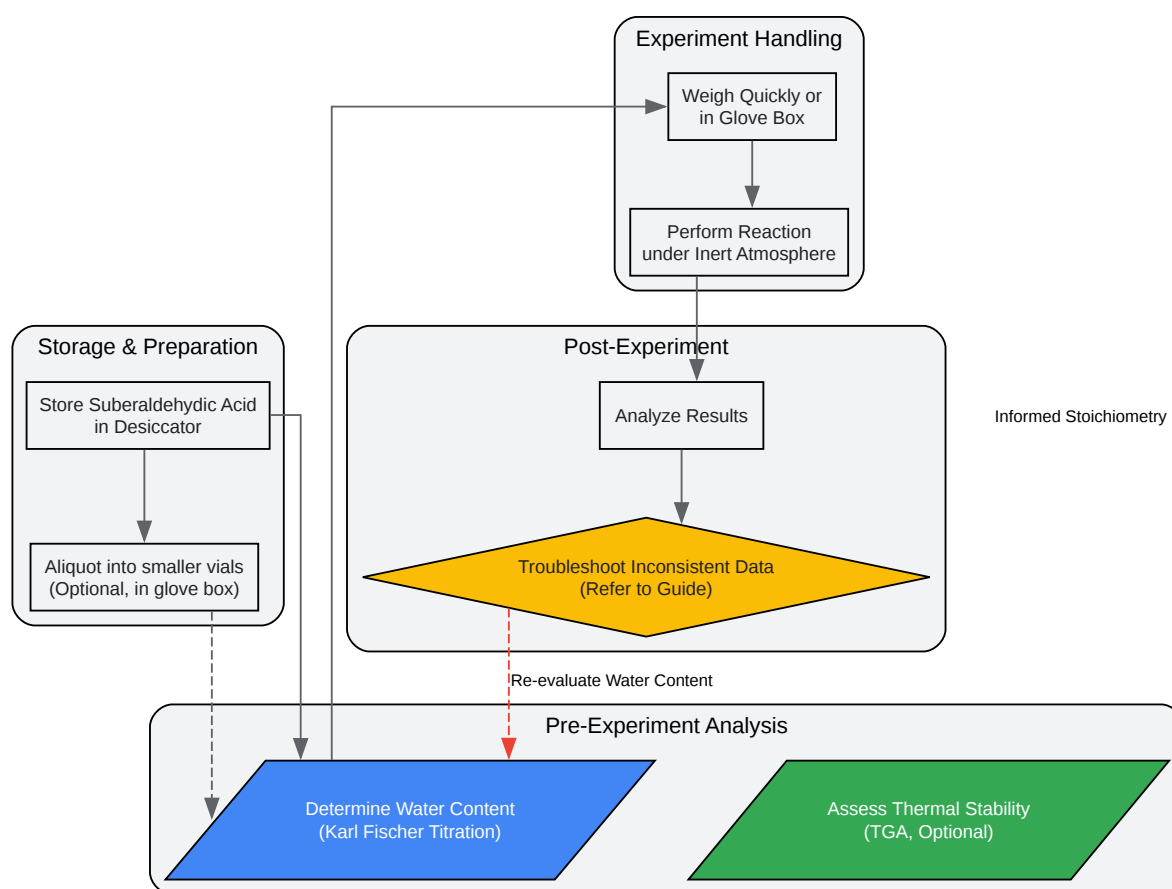 Experiment Handling
Weigh Quickly or
in Glove Box
Perform Reaction
under Inert Atmosphere
Storage & Preparation
Store Suberaldehydic Acid
in Desiccator
Aliquot into smaller vials
(Optional, in glove box)
Post-Experiment
Analyze Results
Informed Stoichiometry
Troubleshoot Inconsistent Data
(Refer to Guide)
Re-evaluate Water Content
Pre-Experiment Analysis
Determine Water Content
(Karl Fischer Titration)
Assess Thermal Stability
(TGA, Optional)